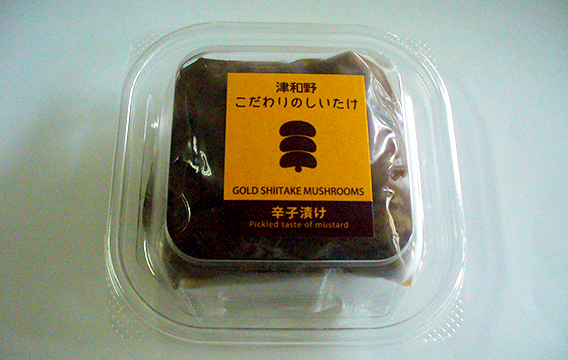 津和野
こだわりのしいたけ
GOLD SHIITAKE MUSHROOMS
辛子漬け
Pickled taste of mustard